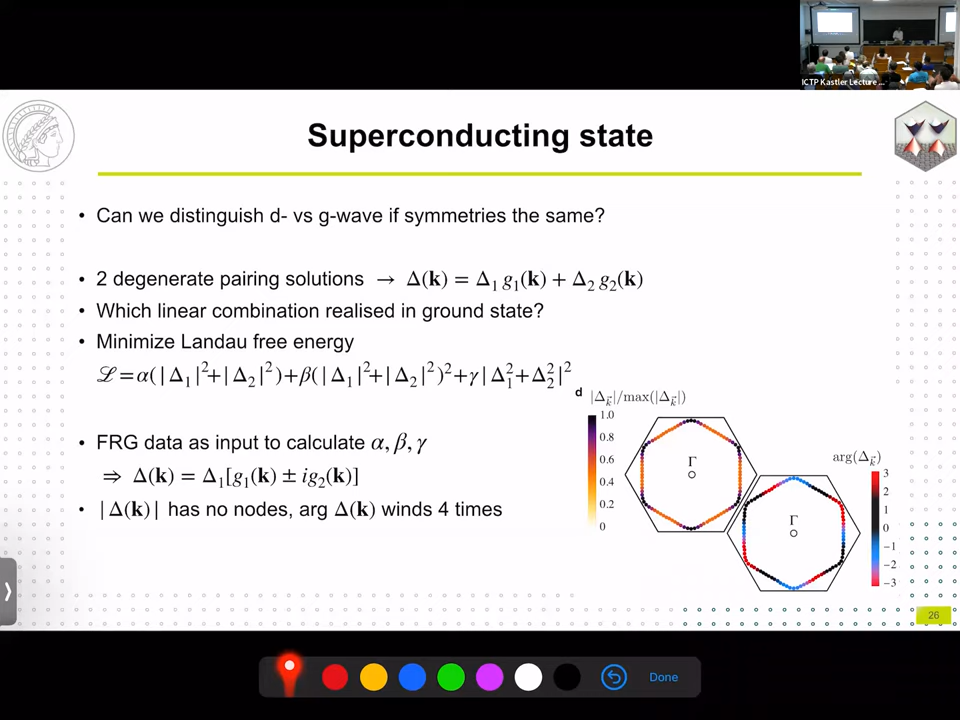 ICTP Kastler Lecture ...
Superconducting state
• Can we distinguish d- vs g-wave if symmetries the same?
• 2 degenerate pairing solutions → Δ(𝐤) = Δ₁ g₁(𝐤) + Δ₂ g₂(𝐤)
• Which linear combination realised in ground state?
• Minimize Landau free energy
ℒ=α(|Δ₁|²+|Δ₂|²)+β(|Δ₁|²+|Δ₂|²)²+γ|Δ₁²+Δ₂²|²
• FRG data as input to calculate α, β, γ
⇒ Δ(𝐤) = Δ₁[g₁(𝐤) ± ig₂(𝐤)]
• |Δ(𝐤)| has no nodes, arg Δ(𝐤) winds 4 times
d |Δ_k⃗|/max(|Δ_k⃗|)
1.0
0.8
0.6
0.4
0.2
0
Γ
arg(Δ_k⃗)
3
2
1
0
−1
−2
−3
Γ
26
Done